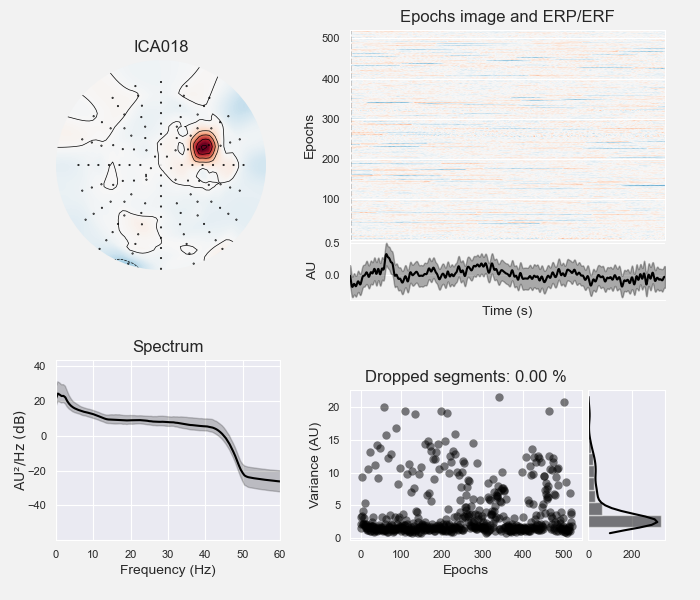 ICA018
Epochs image and ERP/ERF
Epochs
500
400
300
200
100
AU
0.5
0.0
Time (s)
Spectrum
AU²/Hz (dB)
40
20
0
−20
−40
0 10 20 30 40 50 60
Frequency (Hz)
Dropped segments: 0.00 %
Variance (AU)
20
15
10
5
0
0 100 200 300 400 500
Epochs
0 200